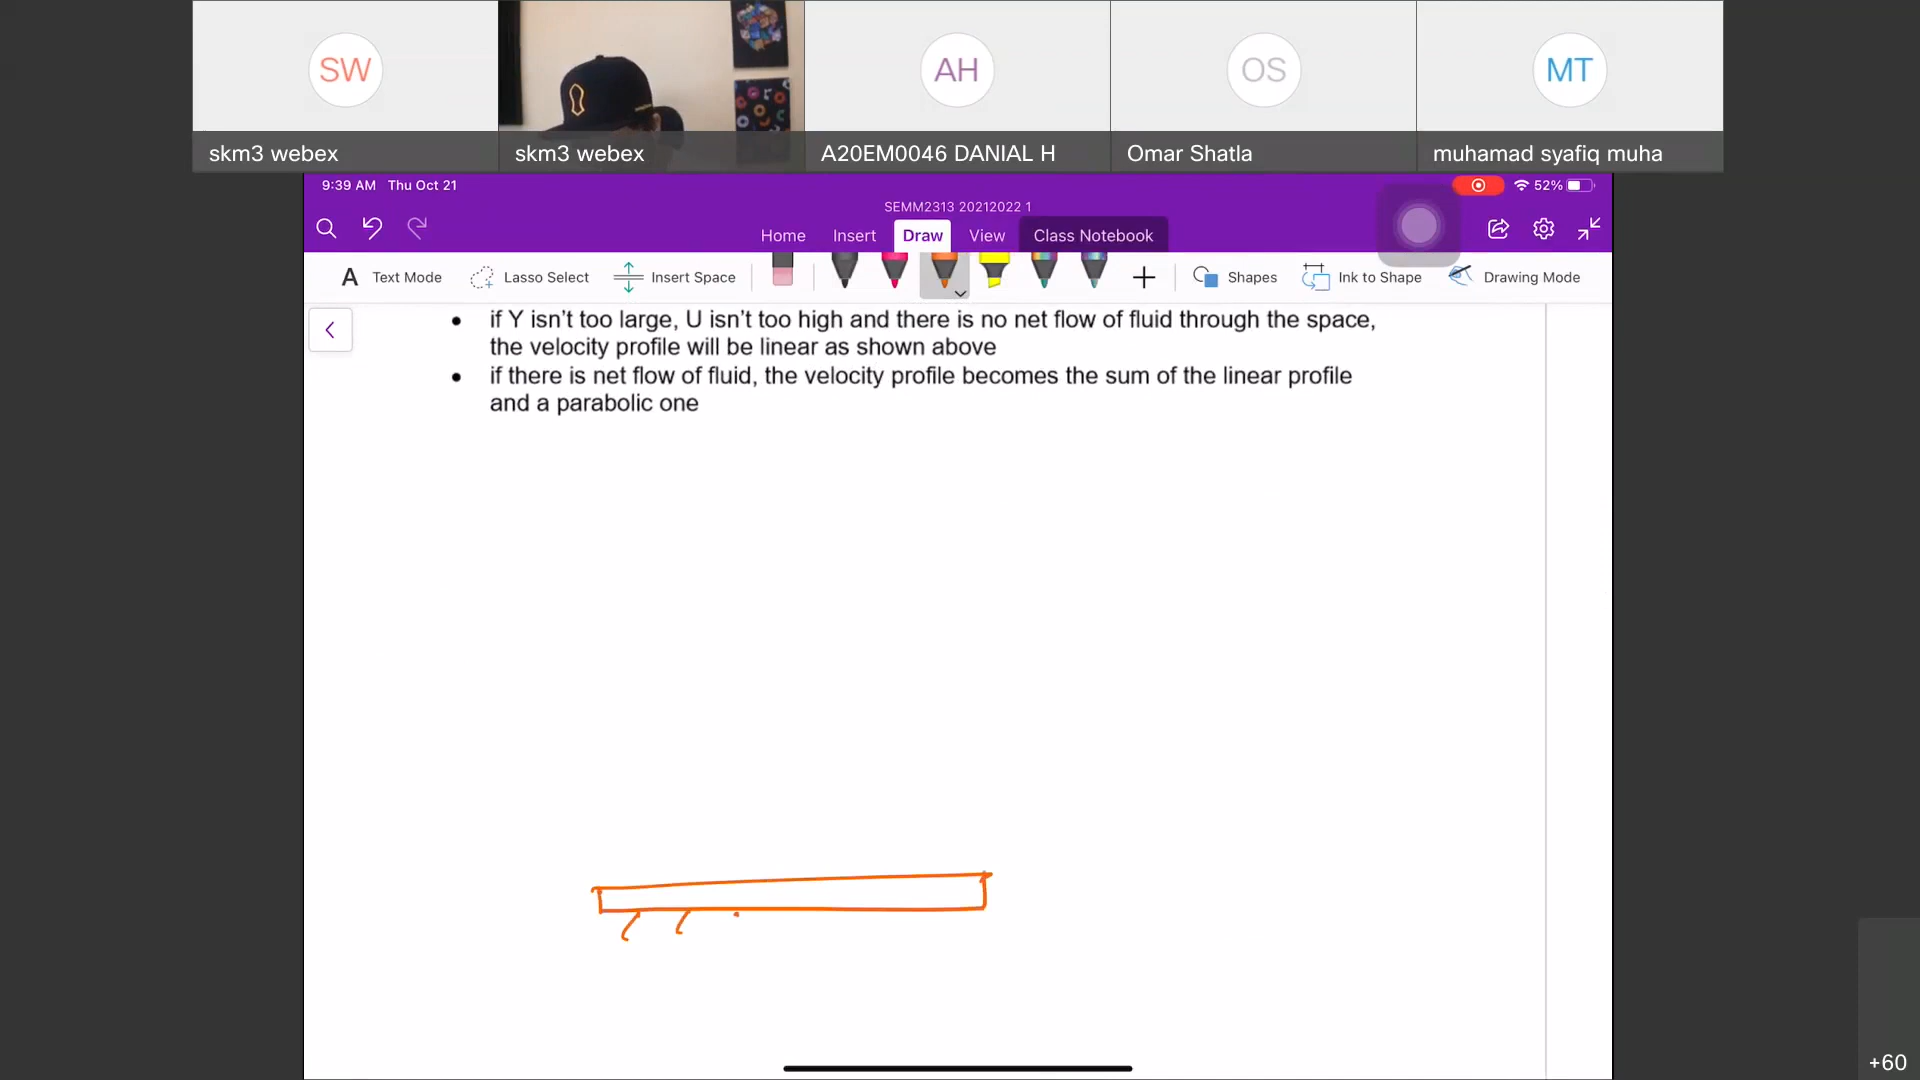 SW
AH
OS
MT
skm3 webex
skm3 webex
A20EM0046 DANIAL H
Omar Shatla
muhamad syafiq muha
9:39 AM Thu Oct 21
52%
SEMM2313 20212022 1
Home
Insert
Draw
View
Class Notebook
A Text Mode
Lasso Select
Insert Space
Shapes
Ink to Shape
Drawing Mode
• if Y isn’t too large, U isn’t too high and there is no net flow of fluid through the space,
the velocity profile will be linear as shown above
• if there is net flow of fluid, the velocity profile becomes the sum of the linear profile
and a parabolic one
+60